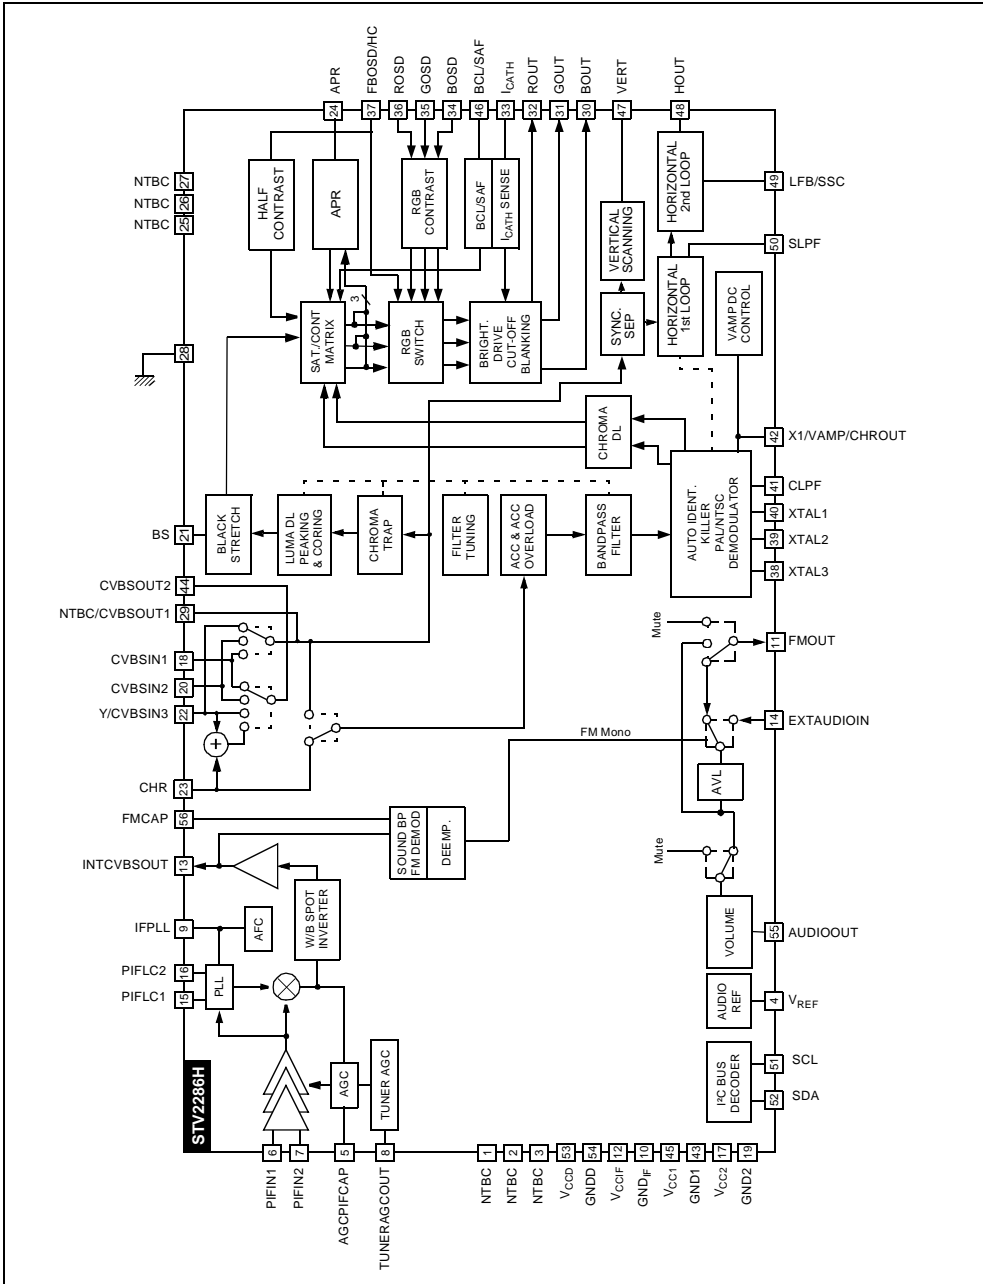 APR
FBOSD/HC
ROSD
GOSD
BOSD
BCL/SAF
ICATH
ROUT
GOUT
BOUT
VERT
HOUT
24
37
36
35
34
46
33
32
31
30
47
48
NTBC
27
NTBC
26
NTBC
25
28
BS
21
CVBSOUT2
44
NTBC/CVBSOUT1
29
CVBSIN1
18
CVBSIN2
20
Y/CVBSIN3
22
CHR
23
FMCAP
56
INTCVBSOUT
13
IFPLL
9
PIFLC2
16
PIFLC1
15
STV2286H
HALF
CONTRAST
APR
RGB
CONTRAST
BCL/SAF
ICATH SENSE
VERTICAL
SCANNING
HORIZONTAL
2nd LOOP
3
SAT./CONT
MATRIX
RGB
SWITCH
BRIGHT.
DRIVE
CUT-OFF
BLANKING
SYNC.
SEP
HORIZONTAL
1st LOOP
VAMP DC
CONTROL
CHROMA
DL
BLACK
STRETCH
LUMA DL
PEAKING
& CORING
CHROMA
TRAP
FILTER
TUNING
ACC & ACC
OVERLOAD
BANDPASS
FILTER
AUTO IDENT.
KILLER
PAL/NTSC
DEMODULATOR
+
Mute
FM Mono
SOUND BP
FM DEMOD
DEEMP.
AVL
Mute
VOLUME
AFC
W/B SPOT
INVERTER
PLL
AGC
TUNER AGC
AUDIO
REF
I²C BUS
DECODER
49
LFB/SSC
50
SLPF
42
X1/VAMP/CHROUT
41
CLPF
40
XTAL1
39
XTAL2
38
XTAL3
11
FMOUT
14
EXTAUDIOIN
55
AUDIOOUT
4
VREF
51
SCL
52
SDA
6
7
5
8
1
2
3
53
54
12
10
45
43
17
19
PIFIN1
PIFIN2
AGCPIFCAP
TUNERAGCOUT
NTBC
NTBC
NTBC
VCCD
GNDD
VCCIF
GNDIF
VCC1
GND1
VCC2
GND2